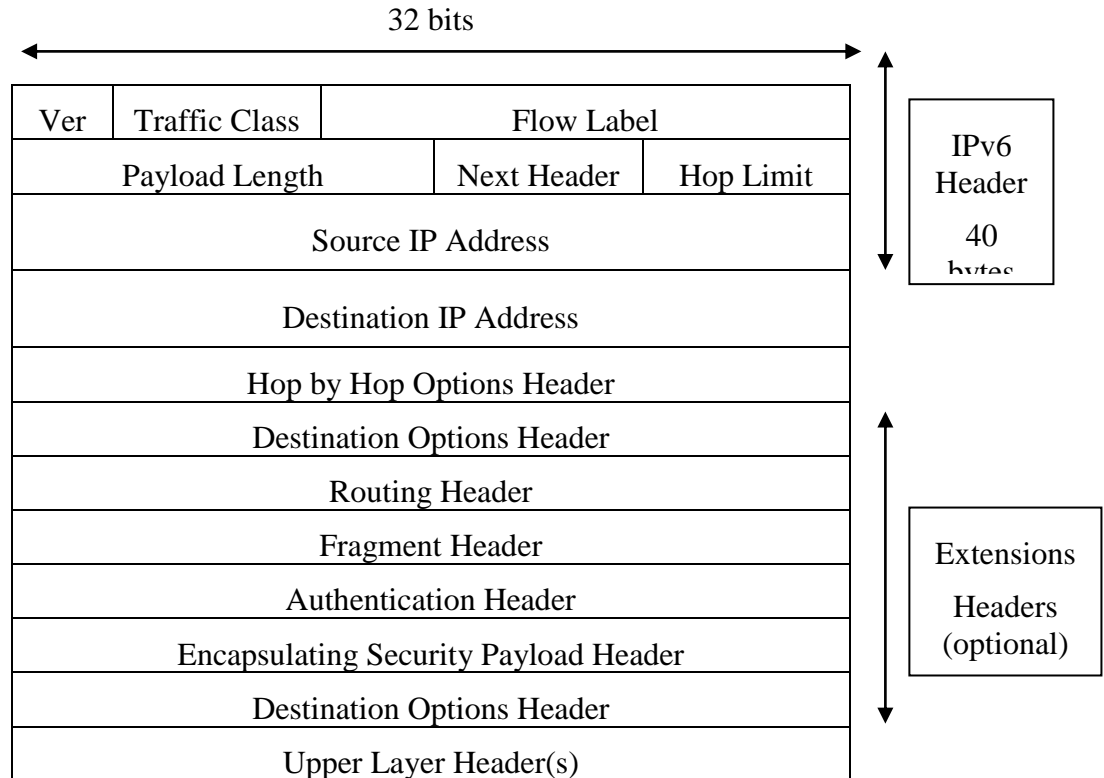 32 bits
Ver Traffic Class Flow Label
Payload Length Next Header Hop Limit
Source IP Address
Destination IP Address
Hop by Hop Options Header
Destination Options Header
Routing Header
Fragment Header
Authentication Header
Encapsulating Security Payload Header
Destination Options Header
Upper Layer Header(s)
IPv6
Header
40
bytes
Extensions
Headers
(optional)